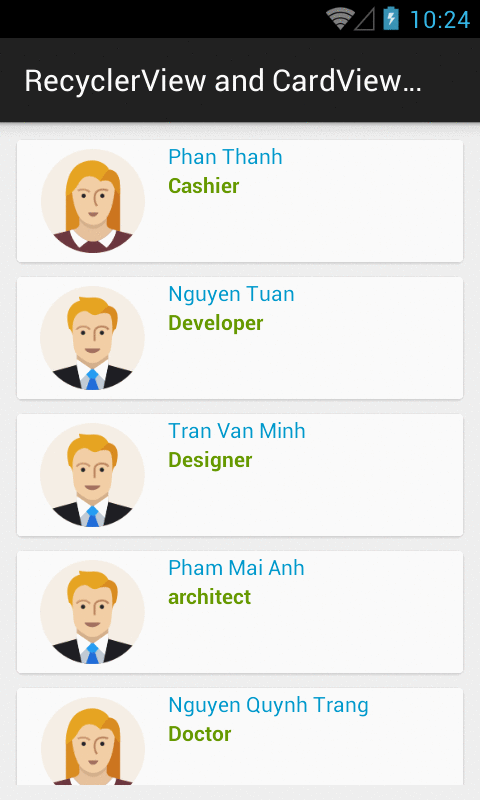 10:24
RecyclerView and CardView...
Phan Thanh
Cashier
Nguyen Tuan
Developer
Tran Van Minh
Designer
Pham Mai Anh
architect
Nguyen Quynh Trang
Doctor